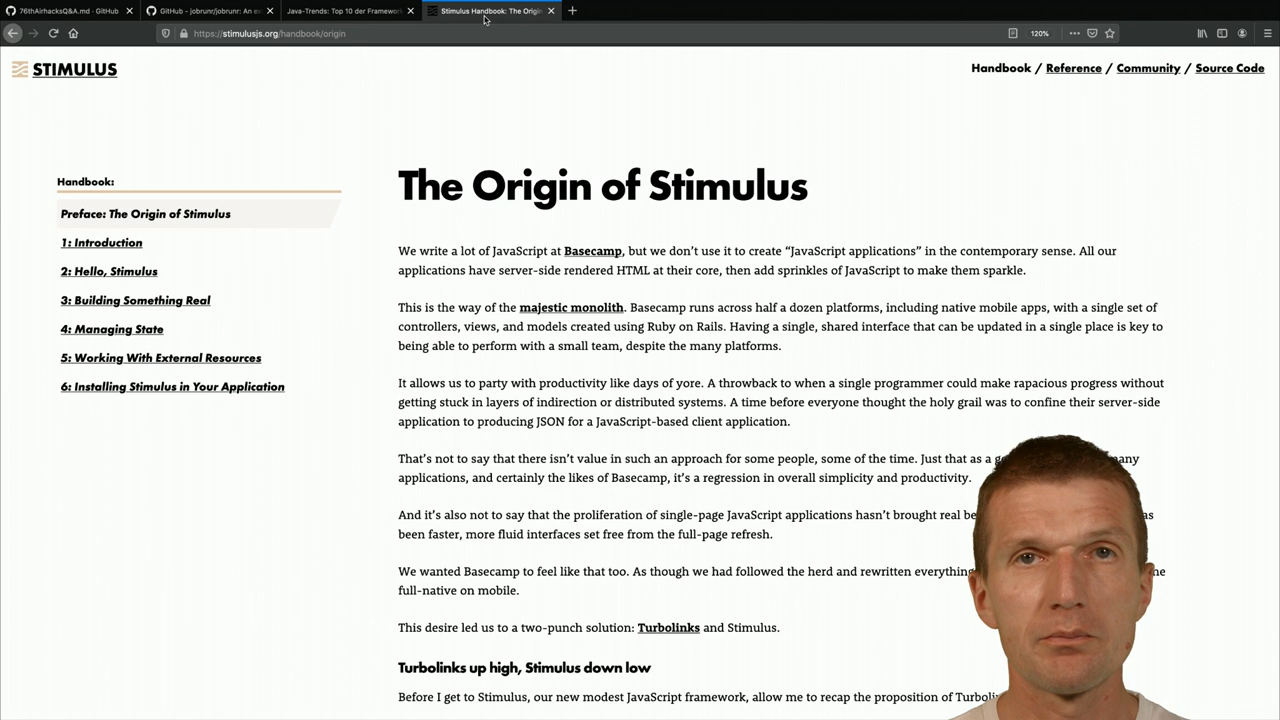 76thAirhacksQ&A.md · GitHub
GitHub - jobrunr/jobrunr: An ex
Java-Trends: Top 10 der Framework
Stimulus Handbook: The Origin
https://stimulusjs.org/handbook/origin
120%
STIMULUS
Handbook / Reference / Community / Source Code
Handbook:
Preface: The Origin of Stimulus
1: Introduction
2: Hello, Stimulus
3: Building Something Real
4: Managing State
5: Working With External Resources
6: Installing Stimulus in Your Application
The Origin of Stimulus
We write a lot of JavaScript at Basecamp, but we don’t use it to create “JavaScript applications” in the contemporary sense. All our
applications have server-side rendered HTML at their core, then add sprinkles of JavaScript to make them sparkle.
This is the way of the majestic monolith. Basecamp runs across half a dozen platforms, including native mobile apps, with a single set of
controllers, views, and models created using Ruby on Rails. Having a single, shared interface that can be updated in a single place is key to
being able to perform with a small team, despite the many platforms.
It allows us to party with productivity like days of yore. A throwback to when a single programmer could make rapacious progress without
getting stuck in layers of indirection or distributed systems. A time before everyone thought the holy grail was to confine their server-side
application to producing JSON for a JavaScript-based client application.
That’s not to say that there isn’t value in such an approach for some people, some of the time. Just that as a many
applications, and certainly the likes of Basecamp, it’s a regression in overall simplicity and productivity.
And it’s also not to say that the proliferation of single-page JavaScript applications hasn’t brought real
been faster, more fluid interfaces set free from the full-page refresh.
We wanted Basecamp to feel like that too. As though we had followed the herd and rewritten everything the
full-native on mobile.
This desire led us to a two-punch solution: Turbolinks and Stimulus.
Turbolinks up high, Stimulus down low
Before I get to Stimulus, our new modest JavaScript framework, allow me to recap the proposition of